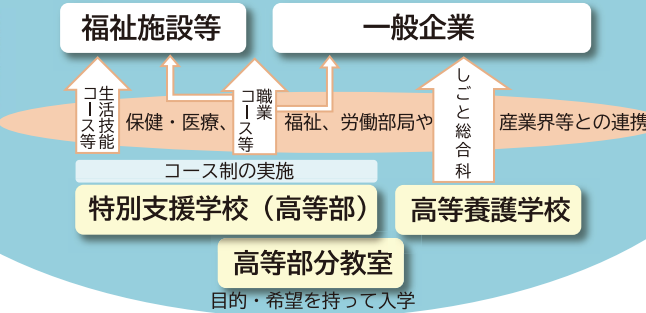 福祉施設等
一般企業
生活技能
コース等
職業
コース等
しごと総合科
保健・医療、福祉、労働部局や産業界等との連携
コース制の実施
特別支援学校（高等部）
高等養護学校
高等部分教室
目的・希望を持って入学